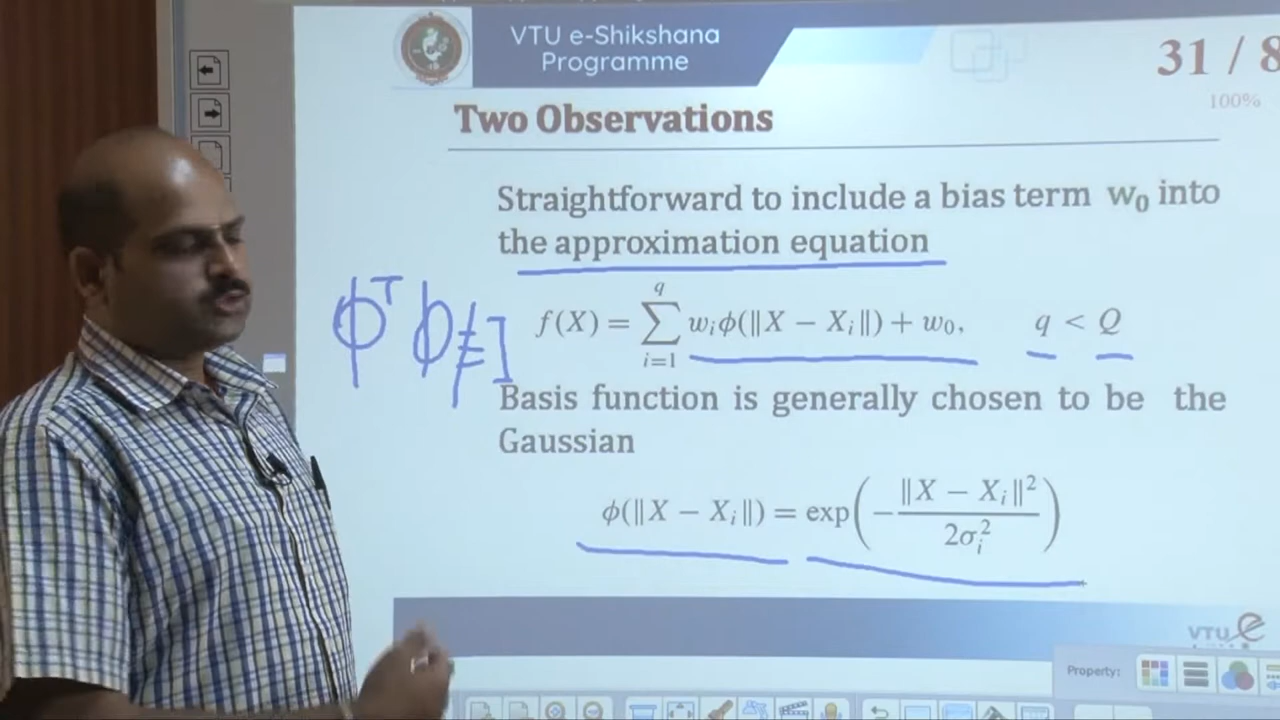 VTU e-Shikshana
Programme
31 / 8
100%
Two Observations
Straightforward to include a bias term w₀ into
the approximation equation
f(X) = ∑_{i=1}^{q} wᵢϕ(‖X − Xᵢ‖) + w₀, q < Q
Basis function is generally chosen to be the
Gaussian
ϕ(‖X − Xᵢ‖) = exp(−‖X − Xᵢ‖² / 2σᵢ²)
VTU e
Property: